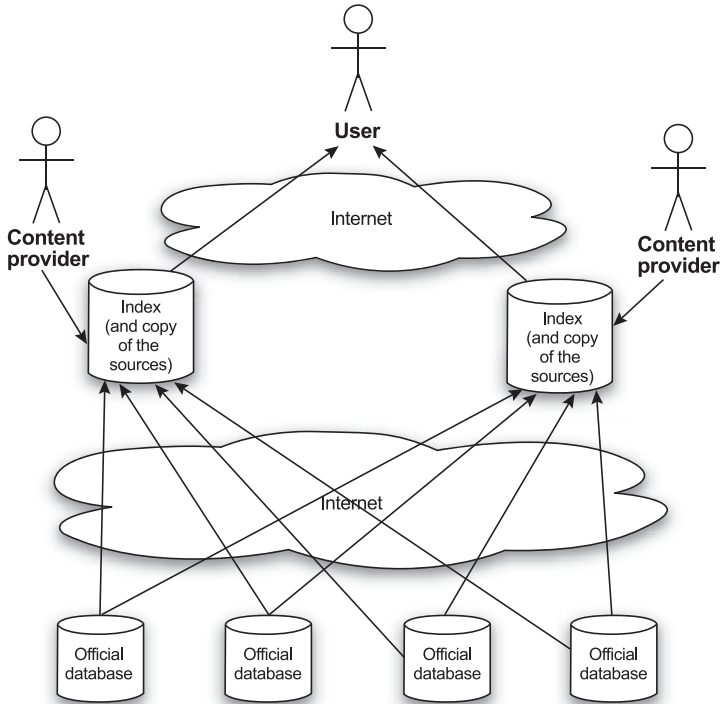 User
Content
provider
Internet
Content
provider
Index
(and copy
of the
sources)
Index
(and copy
of the
sources)
Internet
Official
database
Official
database
Official
database
Official
database